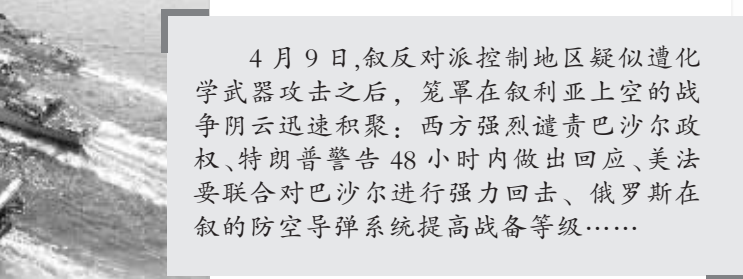 4 月 9 日,叙反对派控制地区疑似遭化
学武器攻击之后，笼罩在叙利亚上空的战
争阴云迅速积聚：西方强烈谴责巴沙尔政
权、特朗普警告 48 小时内做出回应、美法
要联合对巴沙尔进行强力回击、俄罗斯在
叙的防空导弹系统提高战备等级……